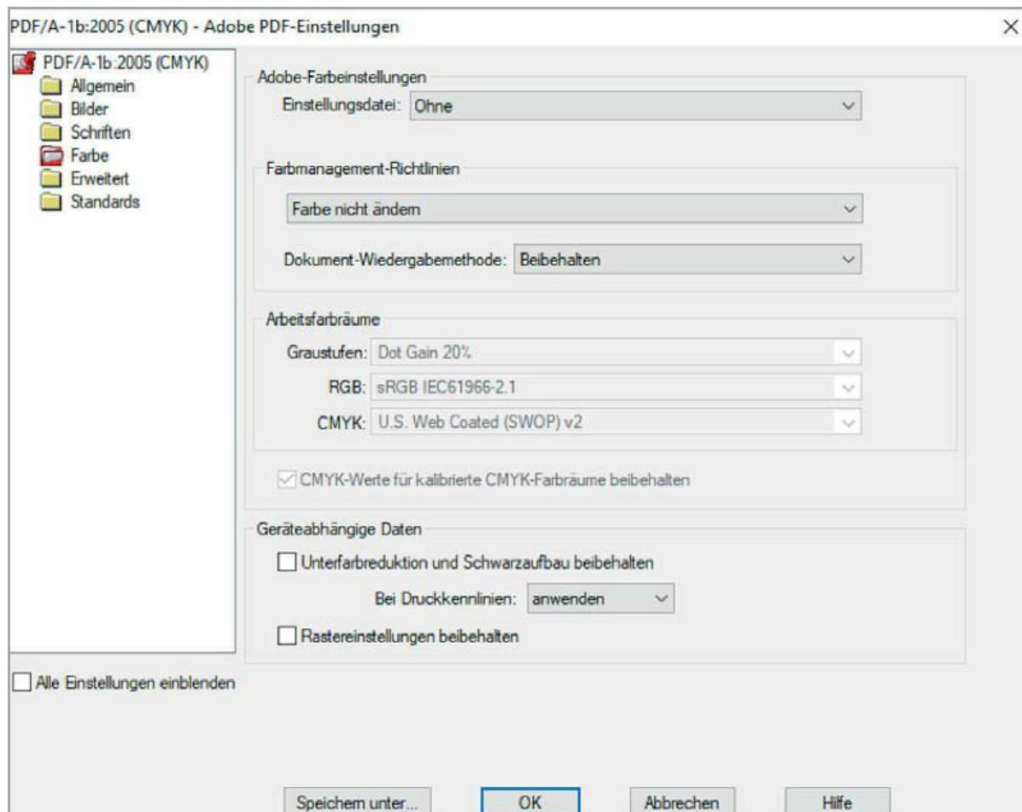 PDF/A-1b:2005 (CMYK) - Adobe PDF-Einstellungen
PDF/A-1b:2005 (CMYK)
Allgemein
Bilder
Schriften
Farbe
Erweitert
Standards
Adobe-Farbeinstellungen
Einstellungsdatei: Ohne
Farbmanagement-Richtlinien
Farbe nicht ändern
Dokument-Wiedergabemethode: Beibehalten
Arbeitsfarbräume
Graustufen: Dot Gain 20%
RGB: sRGB IEC61966-2.1
CMYK: U.S. Web Coated (SWOP) v2
CMYK-Werte für kalibrierte CMYK-Farbräume beibehalten
Geräteabhängige Daten
Unterfarbreduktion und Schwarzaufbau beibehalten
Bei Druckkennlinien: anwenden
Rastereinstellungen beibehalten
Alle Einstellungen einblenden
Speichern unter... OK Abbrechen Hilfe